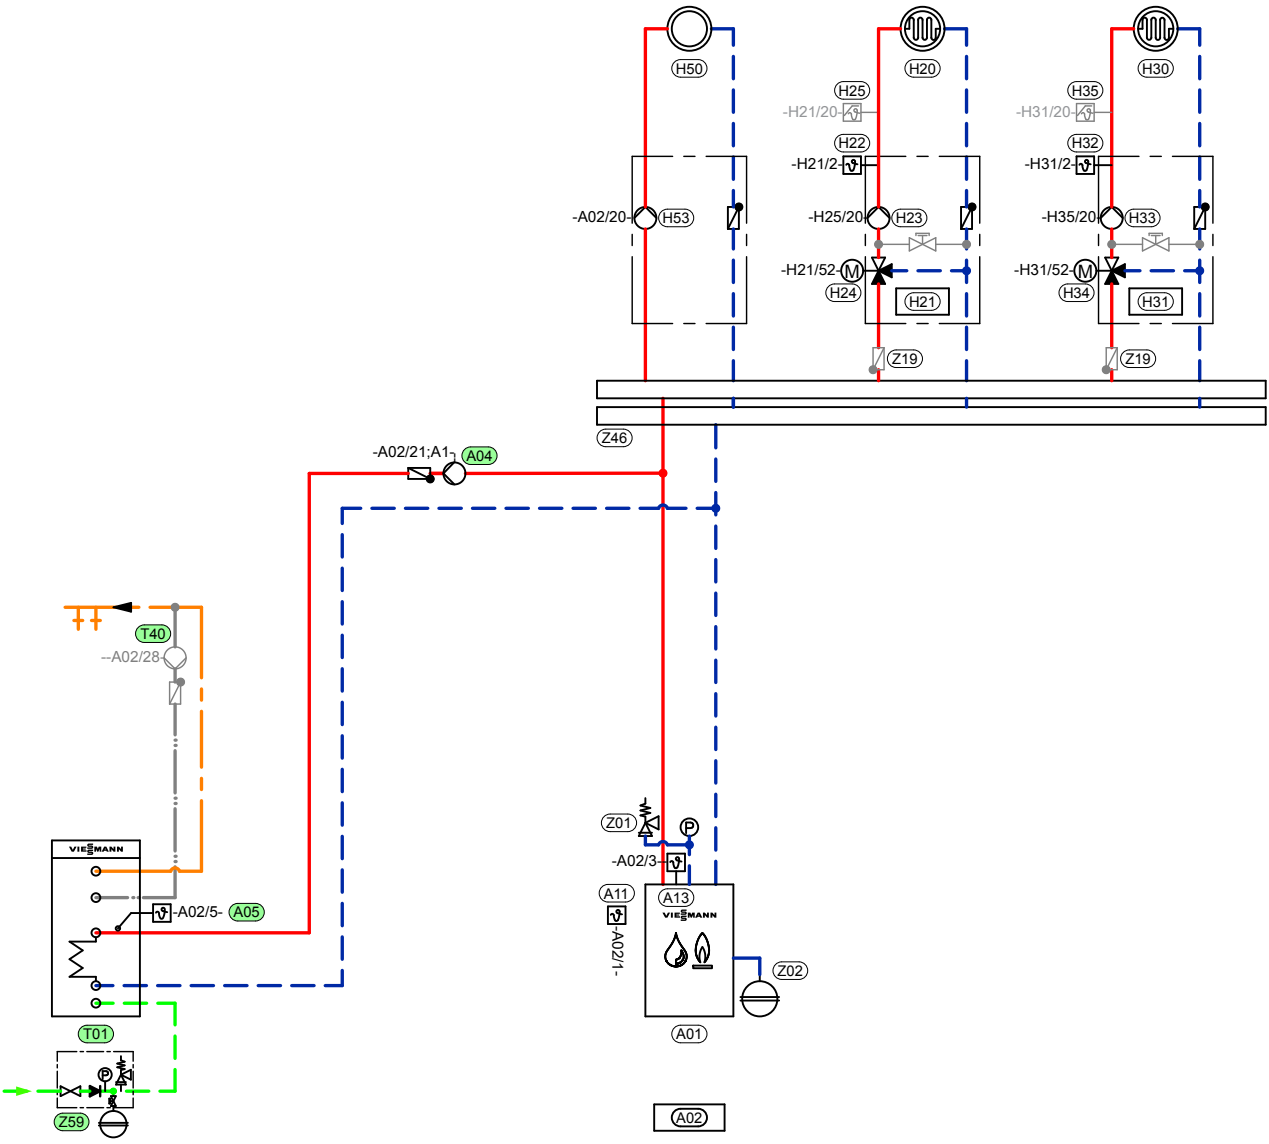 H50
H20
H30
H25
H35
-H21/20-
-H31/20-
H22
H32
-H21/2-
-H31/2-
-A02/20-
H53
-H25/20
H23
-H35/20
H33
-H21/52-
M
-H31/52-
M
H24
H21
H34
H31
Z19
Z19
Z46
-A02/21;A1-
A04
T40
--A02/28-
Z01
P
VIESMANN
-A02/3-
A11
A13
-A02/5-
A05
VIESMANN
-A02/1-
Z02
T01
A01
P
Z59
A02